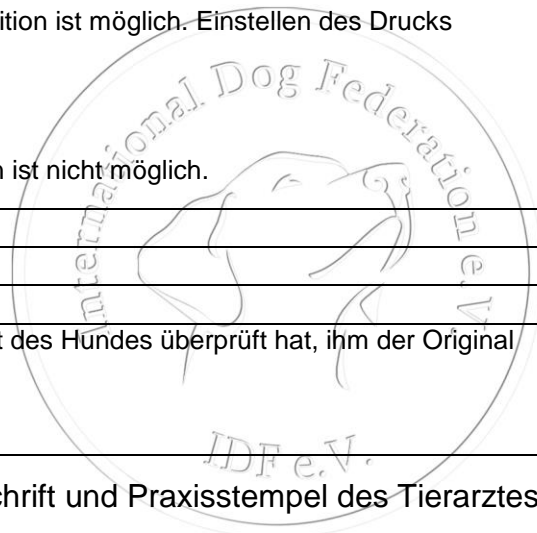 ition ist möglich. Einstellen des Drucks
International Dog Federation e.V.
n ist nicht möglich.
t des Hundes überprüft hat, ihm der Original
IDF e.V.
chrift und Praxisstempel des Tierarztes